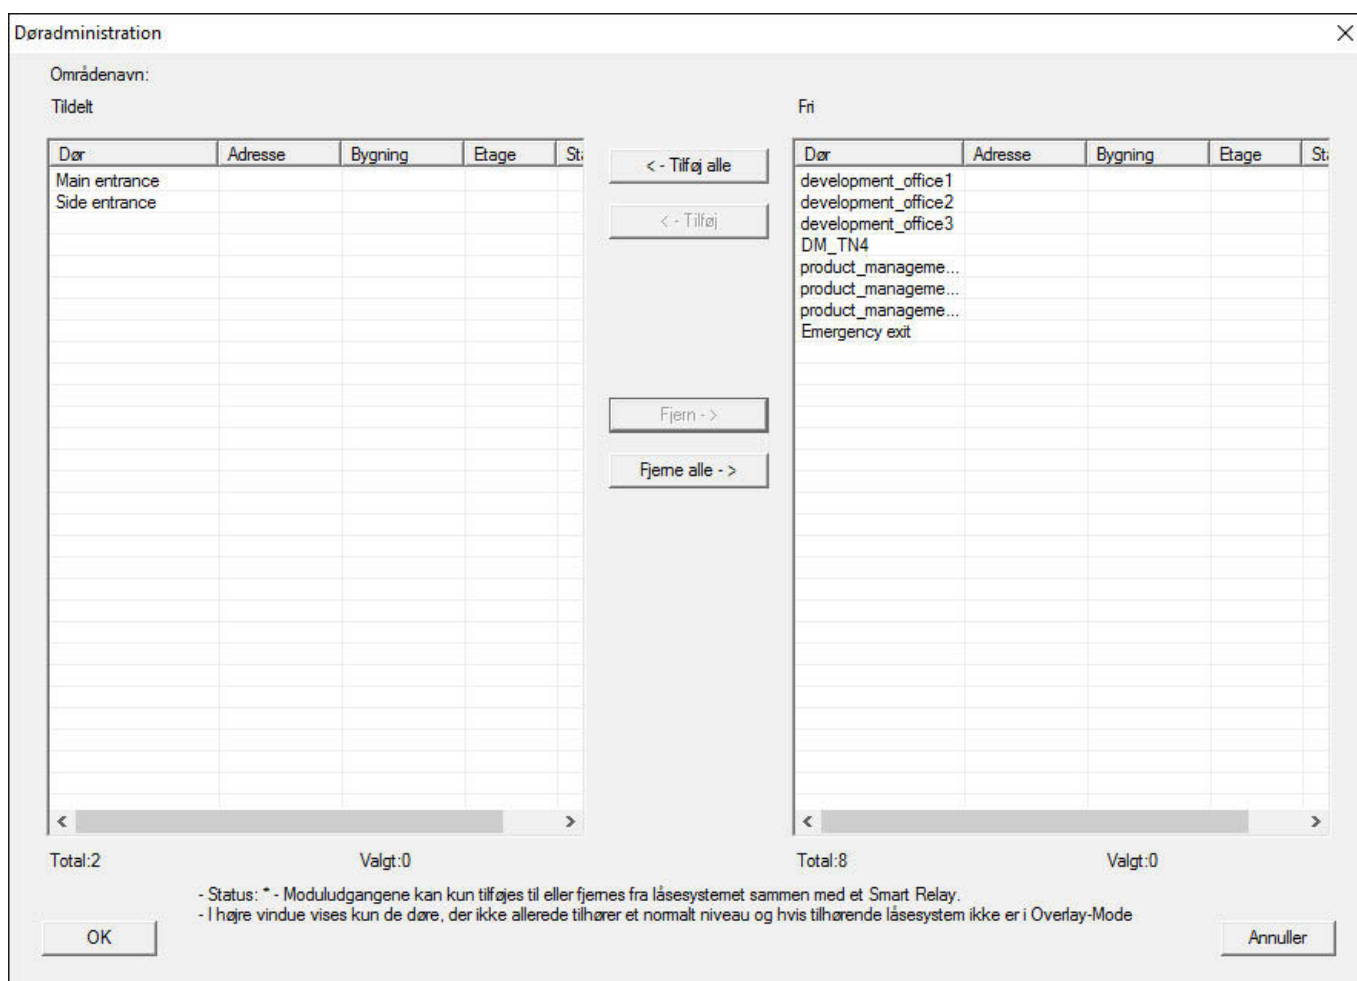 Døradministration
Områdenavn:
Tildelt
Fri
Dør Adresse Bygning Etage Sta
Main entrance
Side entrance
< - Tilføj alle
< - Tilføj
Fjern - >
Fjerne alle - >
Dør Adresse Bygning Etage Sta
development_office1
development_office2
development_office3
DM_TN4
product_manageme...
product_manageme...
product_manageme...
Emergency exit
Total:2 Valgt:0
Total:8 Valgt:0
- Status: * - Moduludgangene kan kun tilføjes til eller fjernes fra låsesystemet sammen med et Smart Relay.
- I højre vindue vises kun de døre, der ikke allerede tilhører et normalt niveau og hvis tilhørende låsesystem ikke er i Overlay-Mode
OK
Annuller